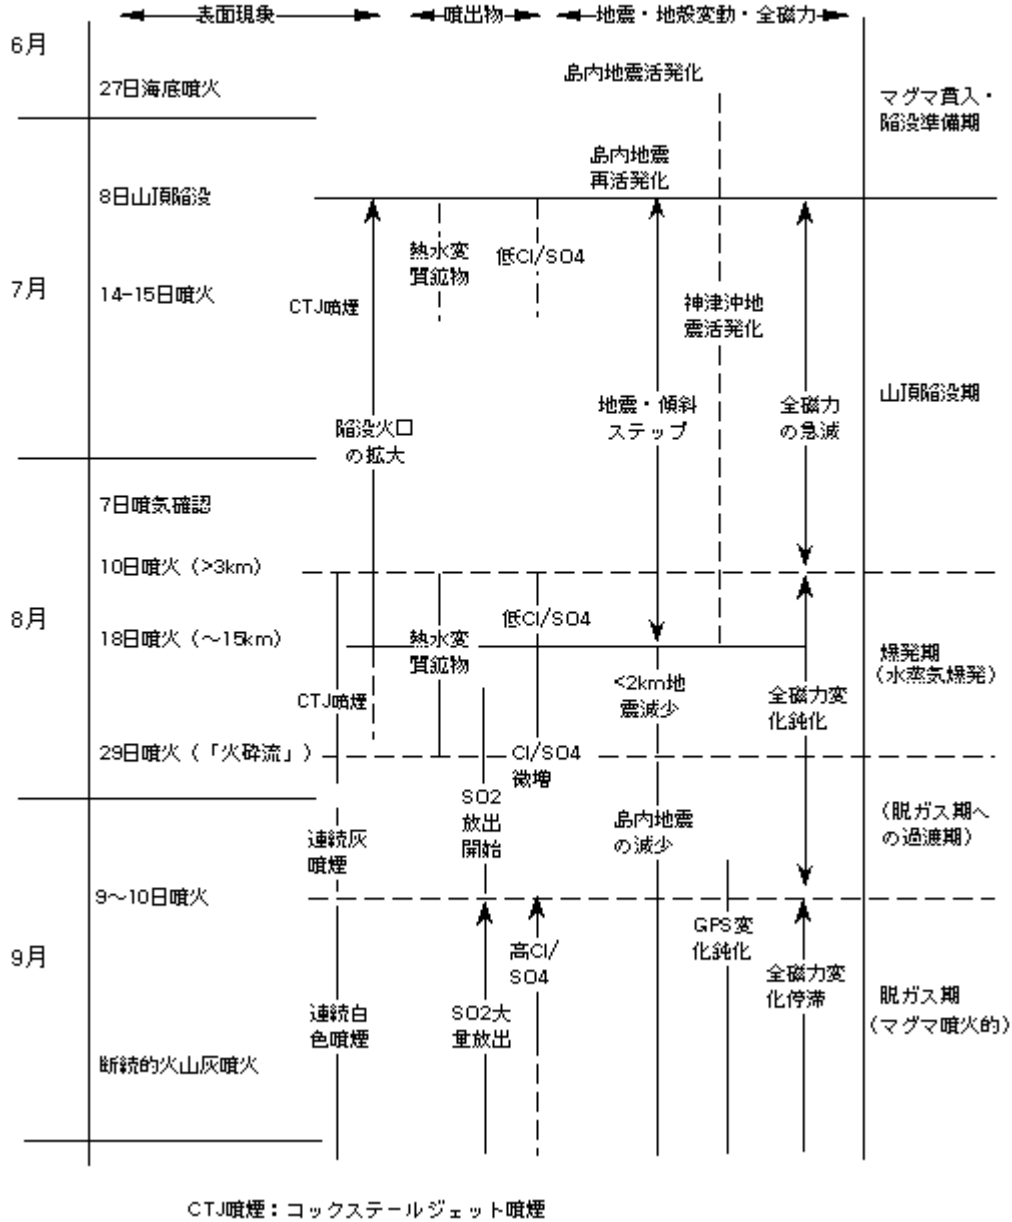 表面現象 噴出物 地震・地殻変動・全磁力
6月
27日海底噴火
島内地震活発化
マグマ貫入・
陥没準備期
島内地震
再活発化
8日山頂陥没
熱水変
質鉱物
低Cl/SO4
7月
14-15日噴火
CTJ噴煙
神津沖地
震活発化
山頂陥没期
陥没火口
の拡大
地震・傾斜
ステップ
全磁力
の急減
7日噴気確認
10日噴火（>3km）
8月
18日噴火（～15km）
熱水変
質鉱物
低Cl/SO4
爆発期
（水蒸気爆発）
CTJ噴煙
<2km地
震減少
全磁力変
化鈍化
29日噴火（「火砕流」）
Cl/SO4
微増
SO2
放出
開始
連続灰
噴煙
島内地震
の減少
（脱ガス期へ
の過渡期）
9～10日噴火
9月
高Cl/
SO4
GPS変
化鈍化
全磁力変
化停滞
脱ガス期
（マグマ噴火的）
連続白
色噴煙
SO2大
量放出
断続的火山灰噴火
CTJ噴煙：コックステールジェット噴煙